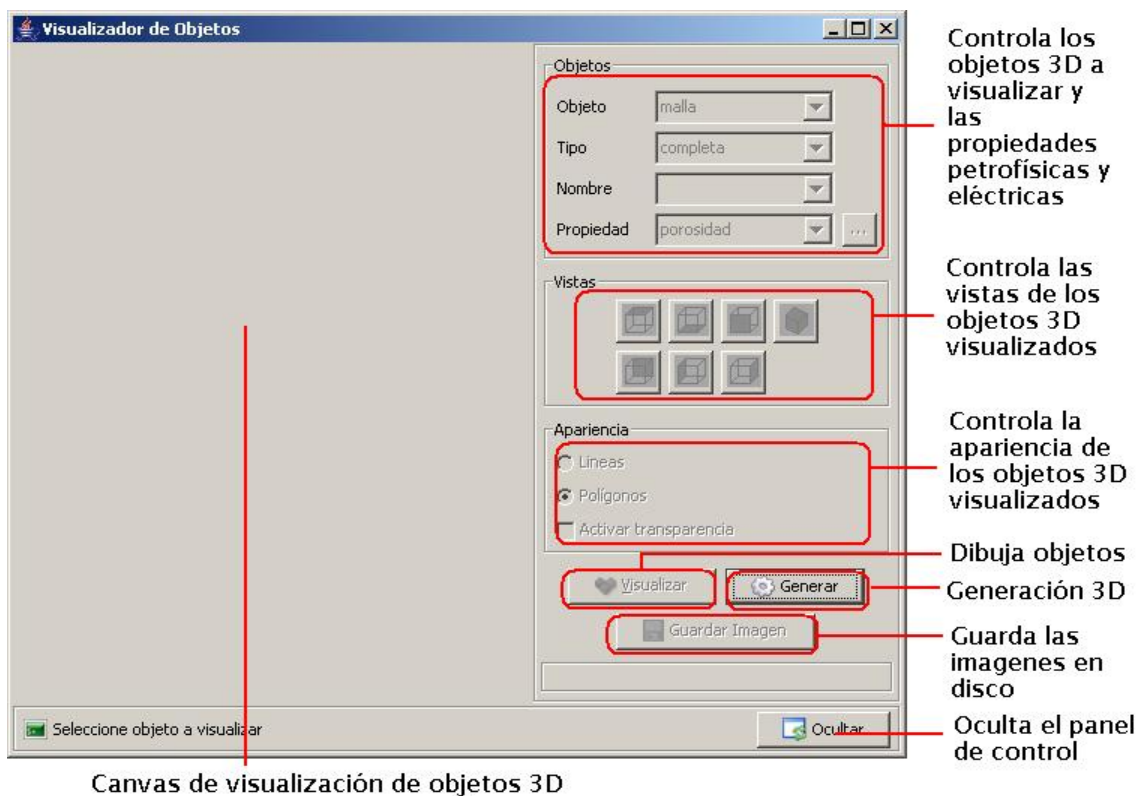 Visualizador de Objetos
Objetos
Objeto malla
Tipo completa
Nombre
Propiedad porosidad ...
Vistas
Apariencia
Lineas
Polígonos
Activar transparencia
Visualizar
Generar
Guardar Imagen
Seleccione objeto a visualizar
Ocultar
Controla los
objetos 3D a
visualizar y
las
propiedades
petrofísicas y
eléctricas
Controla las
vistas de los
objetos 3D
visualizados
Controla la
apariencia de
los objetos 3D
visualizados
Dibuja objetos
Generación 3D
Guarda las
imagenes en
disco
Oculta el panel
de control
Canvas de visualización de objetos 3D